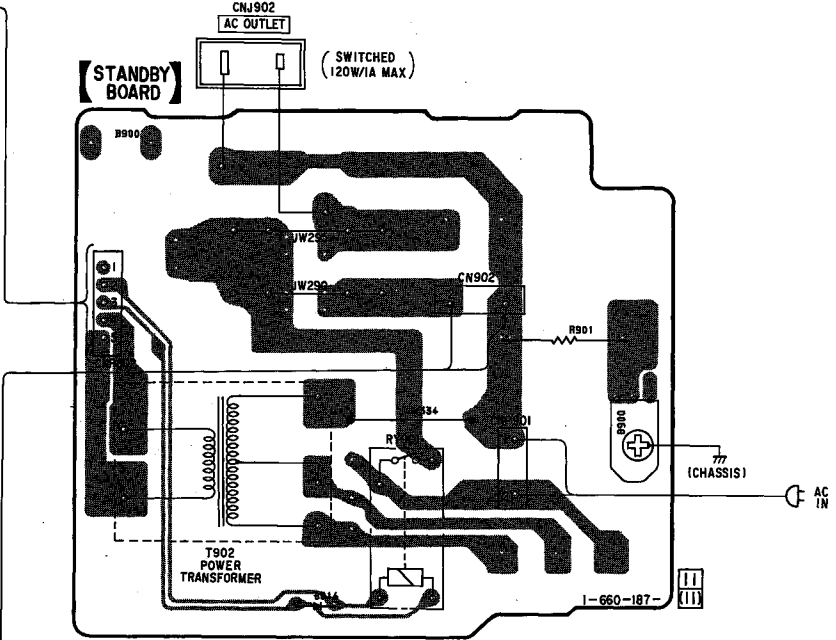 CNJ902
AC OUTLET
(SWITCHED
120W/1A MAX)
【STANDBY
BOARD】
B900
1
JW290
CN902
R901
B900
(CHASSIS)
AC
IN
T902
POWER
TRANSFORMER
1-660-187-
11
(11)